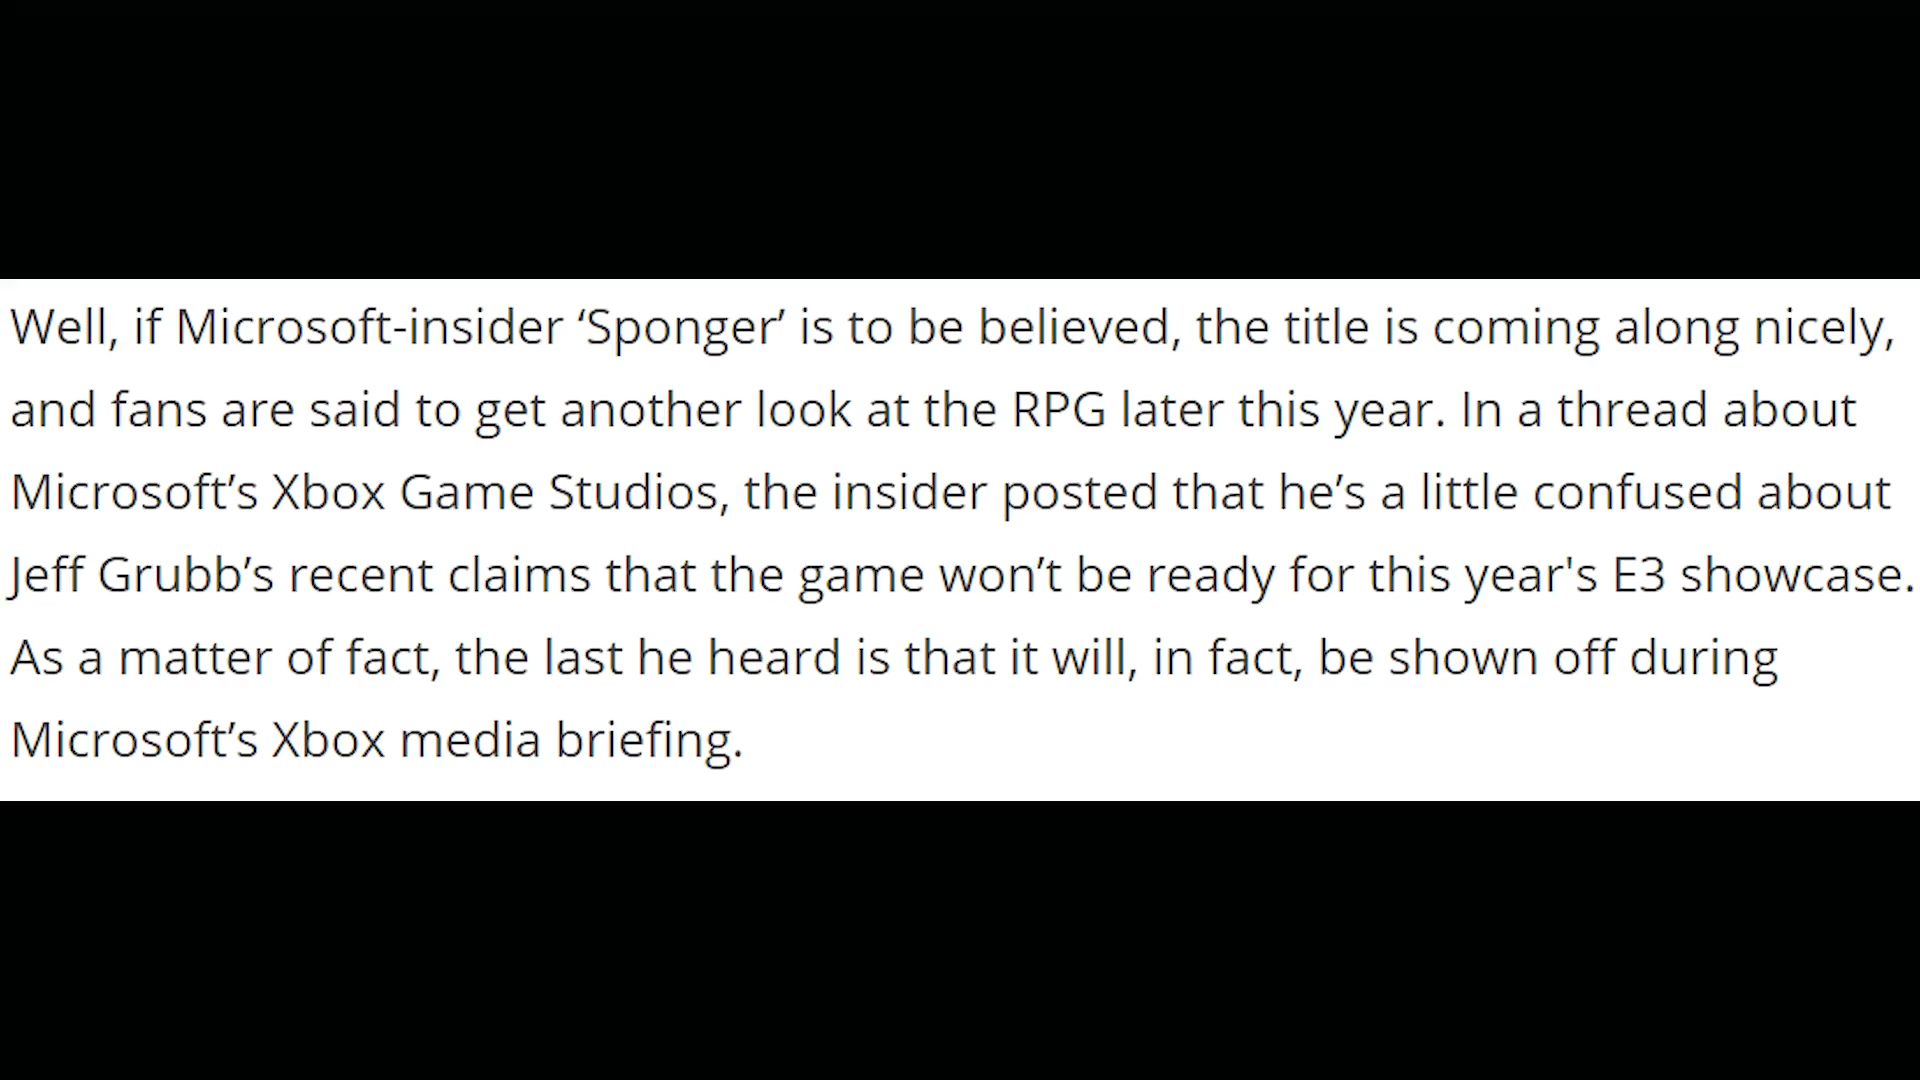 Well, if Microsoft-insider ‘Sponger’ is to be believed, the title is coming along nicely,
and fans are said to get another look at the RPG later this year. In a thread about
Microsoft’s Xbox Game Studios, the insider posted that he’s a little confused about
Jeff Grubb’s recent claims that the game won’t be ready for this year's E3 showcase.
As a matter of fact, the last he heard is that it will, in fact, be shown off during
Microsoft’s Xbox media briefing.